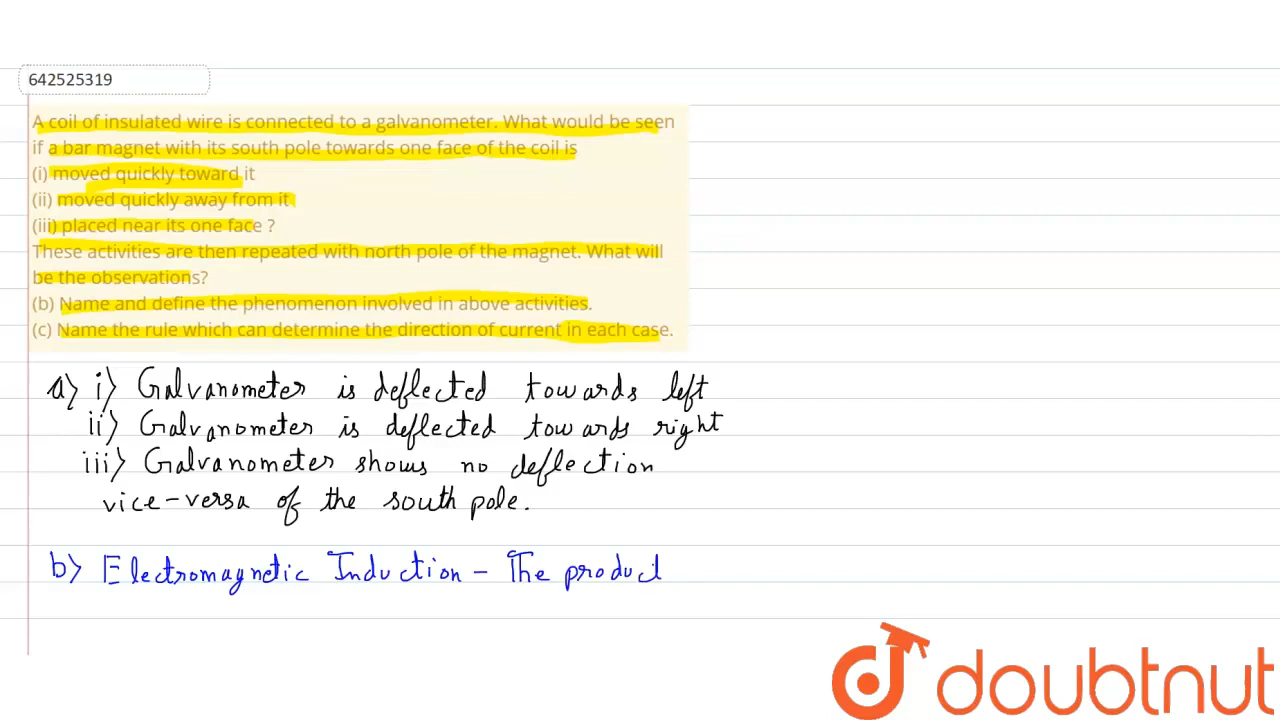 642525319
A coil of insulated wire is connected to a galvanometer. What would be seen
if a bar magnet with its south pole towards one face of the coil is
(i) moved quickly toward it
(ii) moved quickly away from it
(iii) placed near its one face ?
These activities are then repeated with north pole of the magnet. What will
be the observations?
(b) Name and define the phenomenon involved in above activities.
(c) Name the rule which can determine the direction of current in each case.
a) i) Galvanometer is deflected towards left
ii) Galvanometer is deflected towards right
iii) Galvanometer shows no deflection
vice-versa of the south pole.
b) Electromagnetic Induction - The product
doubtnut